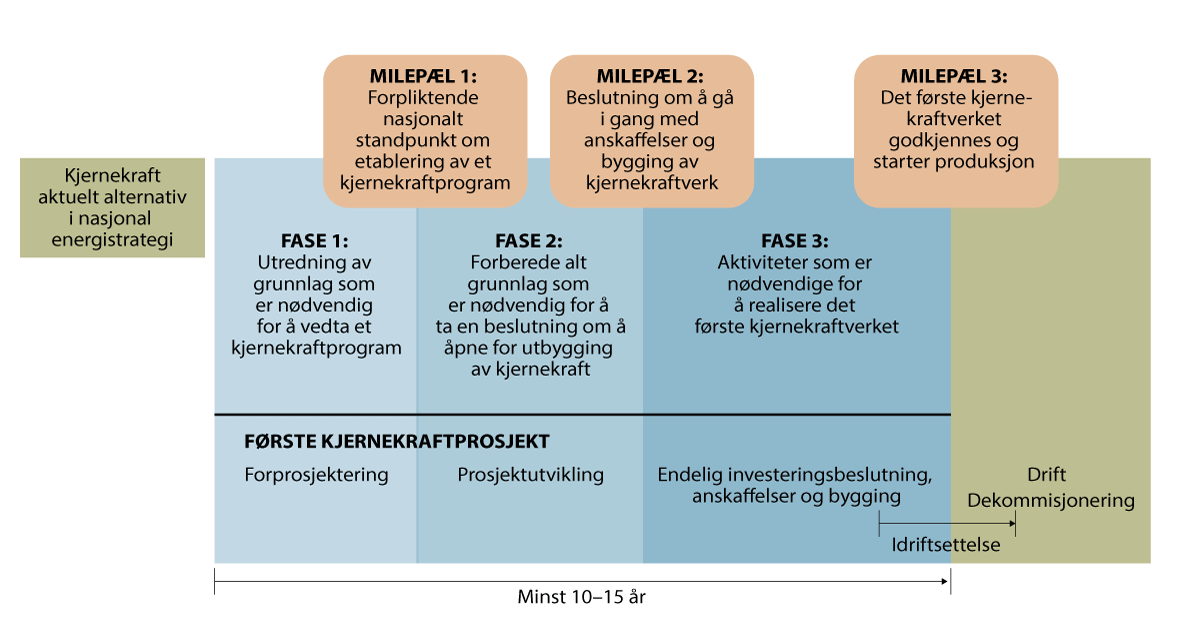 MILEPÆL 1:
Forpliktende
nasjonalt
standpunkt om
etablering av et
kjernekraftprogram
MILEPÆL 2:
Beslutning om å gå
i gang med
anskaffelser og
bygging av
kjernekraftverk
MILEPÆL 3:
Det første kjerne-
kraftverket
godkjennes og
starter produksjon
Kjernekraft
aktuelt alternativ
i nasjonal
energistrategi
FASE 1:
Utredning av
grunnlag som
er nødvendig
for å vedta et
kjernekraftprogram
FASE 2:
Forberede alt
grunnlag som
er nødvendig for å
ta en beslutning om å
åpne for utbygging
av kjernekraft
FASE 3:
Aktiviteter som er
nødvendige for
å realisere det
første kjernekraftverket
FØRSTE KJERNEKRAFTPROSJEKT
Forprosjektering
Prosjektutvikling
Endelig investeringsbeslutning,
anskaffelser og bygging
Drift
Dekommisjonering
Idriftsettelse
Minst 10–15 år